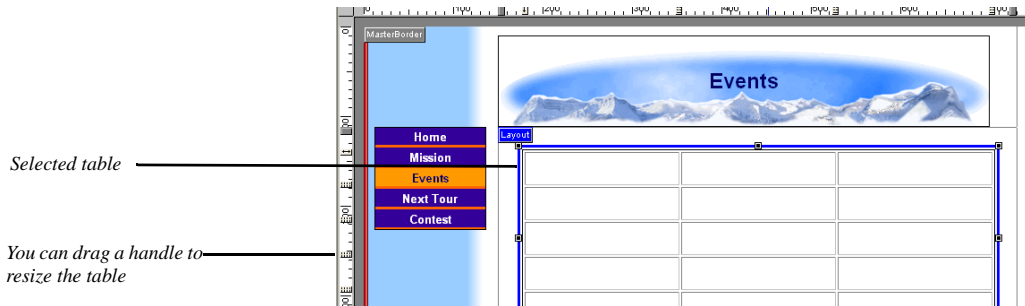 MasterBorder
Events
Layout
Home
Mission
Events
Next Tour
Contest
Selected table
You can drag a handle to
resize the table